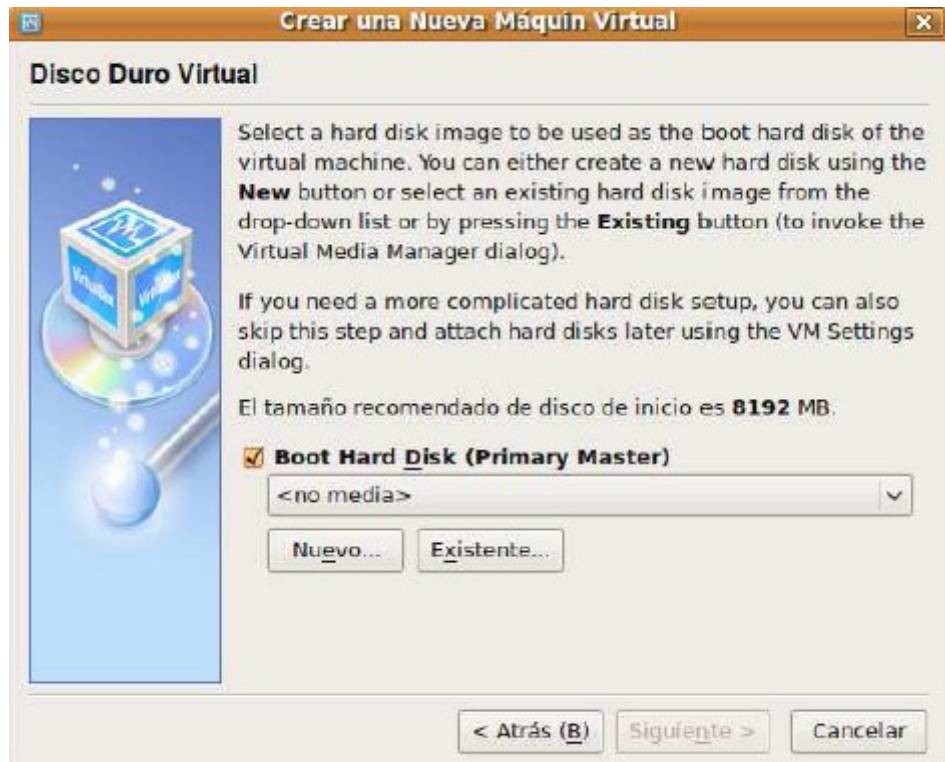 Crear una Nueva Máquin Virtual
Disco Duro Virtual
Select a hard disk image to be used as the boot hard disk of the
virtual machine. You can either create a new hard disk using the
New button or select an existing hard disk image from the
drop-down list or by pressing the Existing button (to invoke the
Virtual Media Manager dialog).
If you need a more complicated hard disk setup, you can also
skip this step and attach hard disks later using the VM Settings
dialog.
El tamaño recomendado de disco de inicio es 8192 MB.
Boot Hard Disk (Primary Master)
<no media>
Nuevo...
Existente...
VirtualBox
< Atrás (B)
Siguiente >
Cancelar